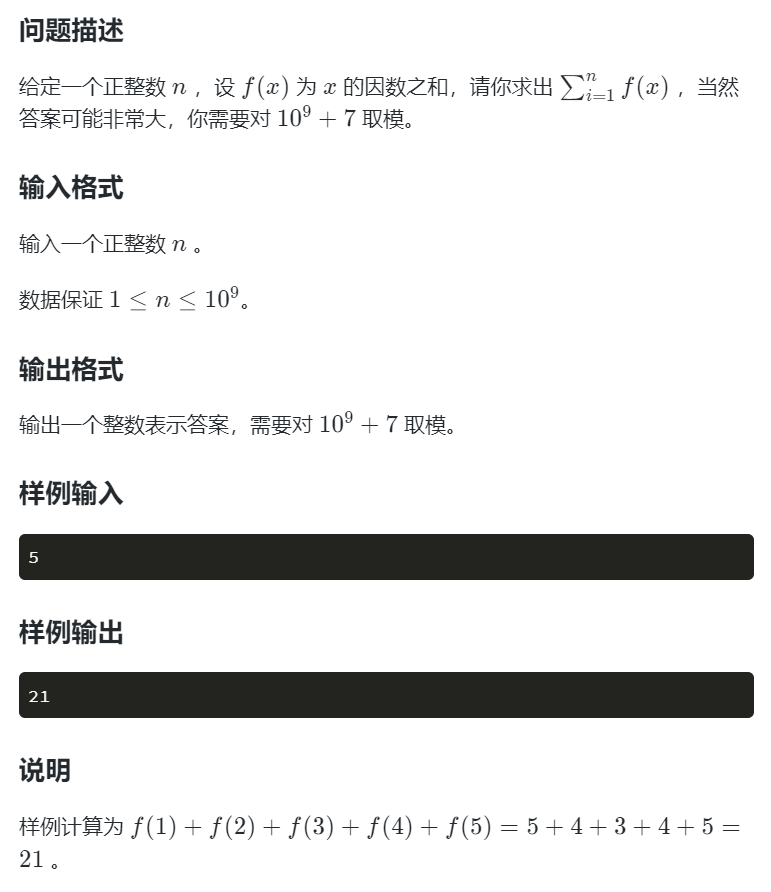 问题描述
给定一个正整数 n ，设 f(x) 为 x 的因数之和，请你求出 ∑_{i=1}^{n} f(x) ，当然
答案可能非常大，你需要对 10^9 + 7 取模。
输入格式
输入一个正整数 n 。
数据保证 1 ≤ n ≤ 10^9。
输出格式
输出一个整数表示答案，需要对 10^9 + 7 取模。
样例输入
5
样例输出
21
说明
样例计算为 f(1) + f(2) + f(3) + f(4) + f(5) = 5 + 4 + 3 + 4 + 5 =
21 。